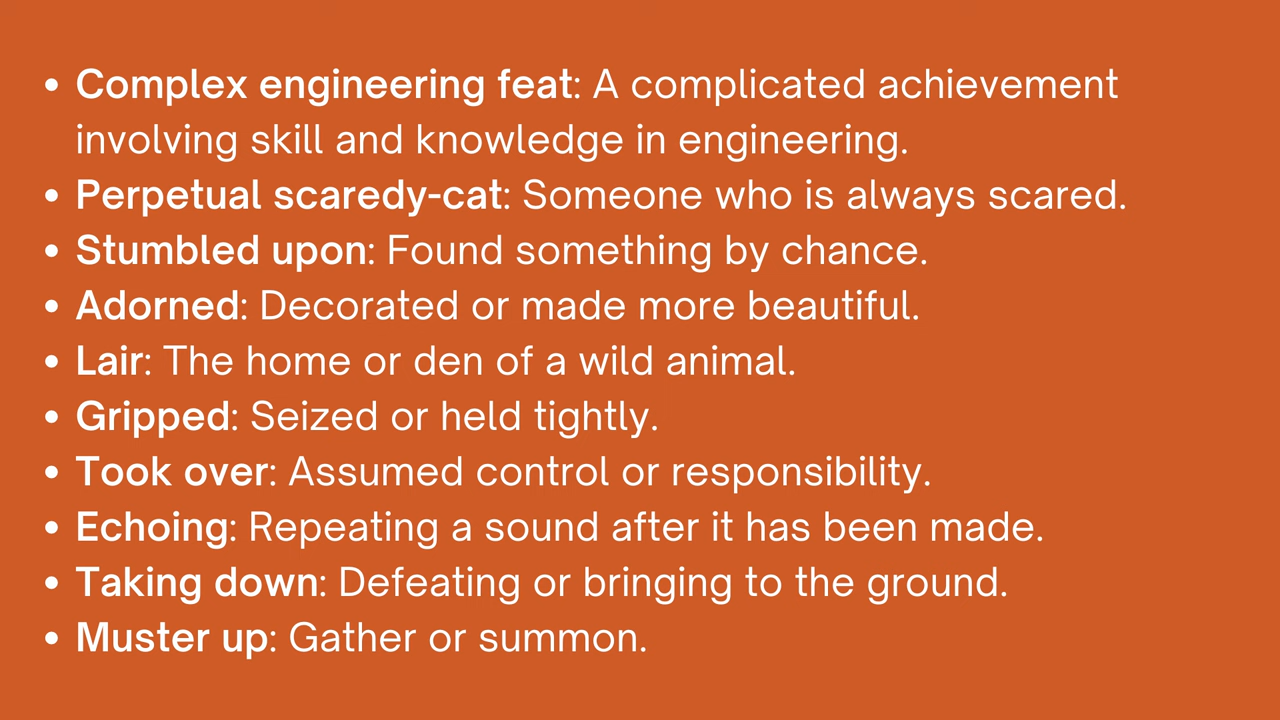 • Complex engineering feat: A complicated achievement
involving skill and knowledge in engineering.
• Perpetual scaredy-cat: Someone who is always scared.
• Stumbled upon: Found something by chance.
• Adorned: Decorated or made more beautiful.
• Lair: The home or den of a wild animal.
• Gripped: Seized or held tightly.
• Took over: Assumed control or responsibility.
• Echoing: Repeating a sound after it has been made.
• Taking down: Defeating or bringing to the ground.
• Muster up: Gather or summon.